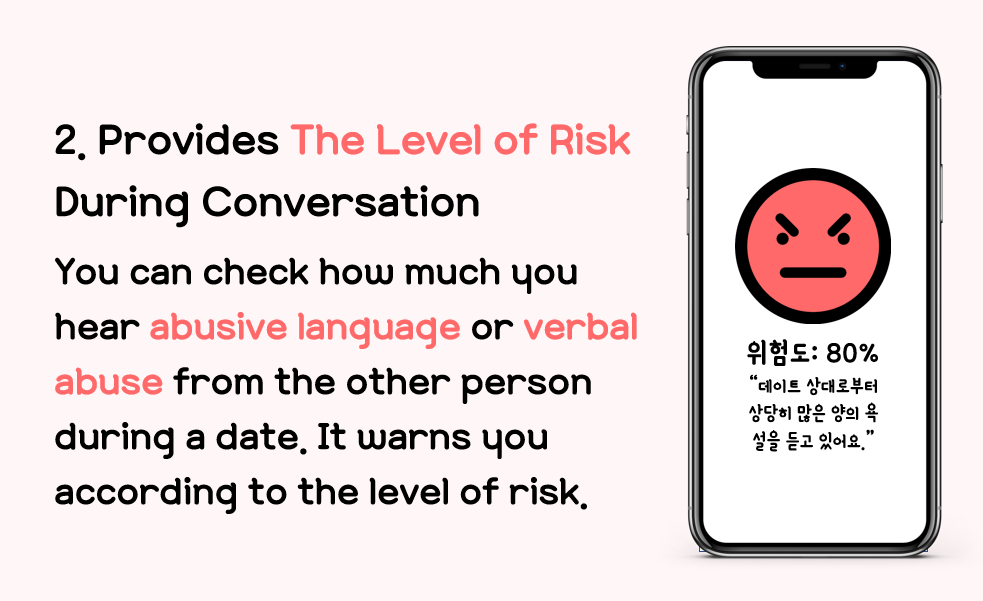 2. Provides The Level of Risk
During Conversation
You can check how much you
hear abusive language or verbal
abuse from the other person
during a date. It warns you
according to the level of risk.
위험도: 80%
“데이트 상대로부터
상당히 많은 양의 욕
설을 듣고 있어요.”